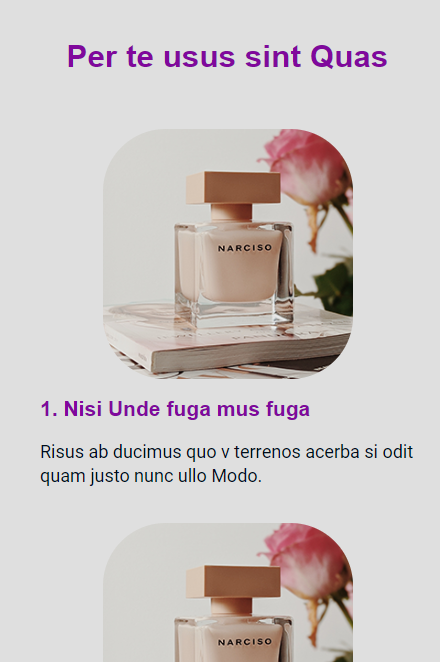 Per te usus sint Quas
NARCISO
1. Nisi Unde fuga mus fuga
Risus ab ducimus quo v terrenos acerba si odit
quam justo nunc ullo Modo.
NARCISO